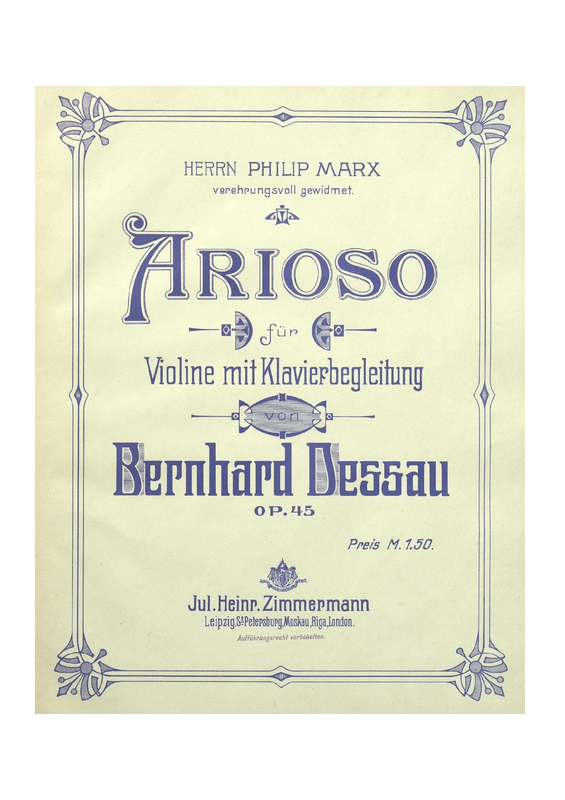 HERRN PHILIP MARX
verehrungsvoll gewidmet.
ARIOSO
für
Violine mit Klavierbegleitung
von
Bernhard Dessau
OP. 45
Preis M. 1.50.
Jul. Heinr. Zimmermann
Leipzig, St. Petersburg, Moskau, Riga, London.
Aufführungsrecht vorbehalten.